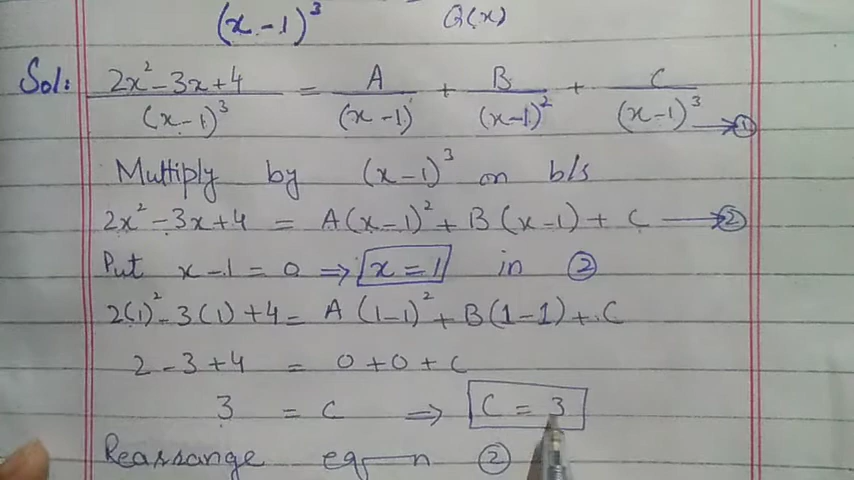 (x-1)³ Q(x)
Sol: 2x²-3x+4/(x-1)³ = A/(x-1) + B/(x-1)² + C/(x-1)³ → ①
Multiply by (x-1)³ on b/s
2x²-3x+4 = A(x-1)²+B(x-1)+C → ②
Put x-1=0 ⇒ x=1 in ②
2(1)²-3(1)+4= A(1-1)²+B(1-1)+C
2-3+4 = 0+0+C
3 = C ⇒ C=3
Rearrange eq—n ②